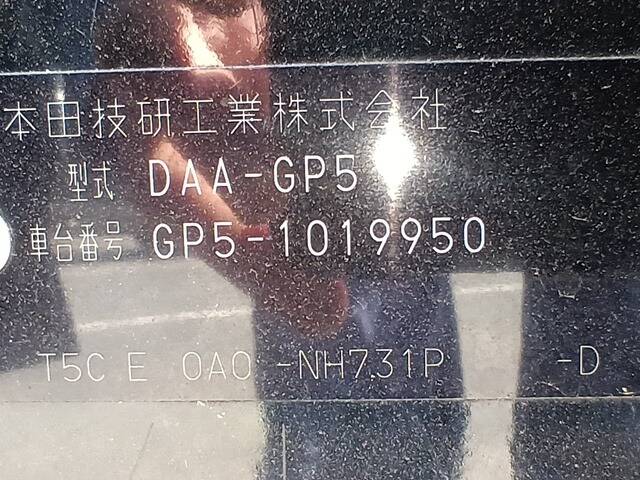 本田技研工業株式会社
型式 DAA-GP5
車台番号 GP5-1019950
T5C E 0A0 -NH731P -D